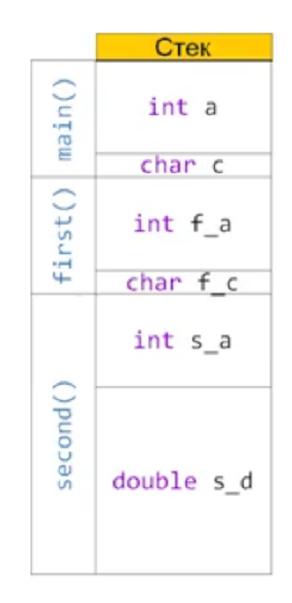 Стек
main()
int a
char c
first()
int f_a
char f_c
second()
int s_a
double s_d